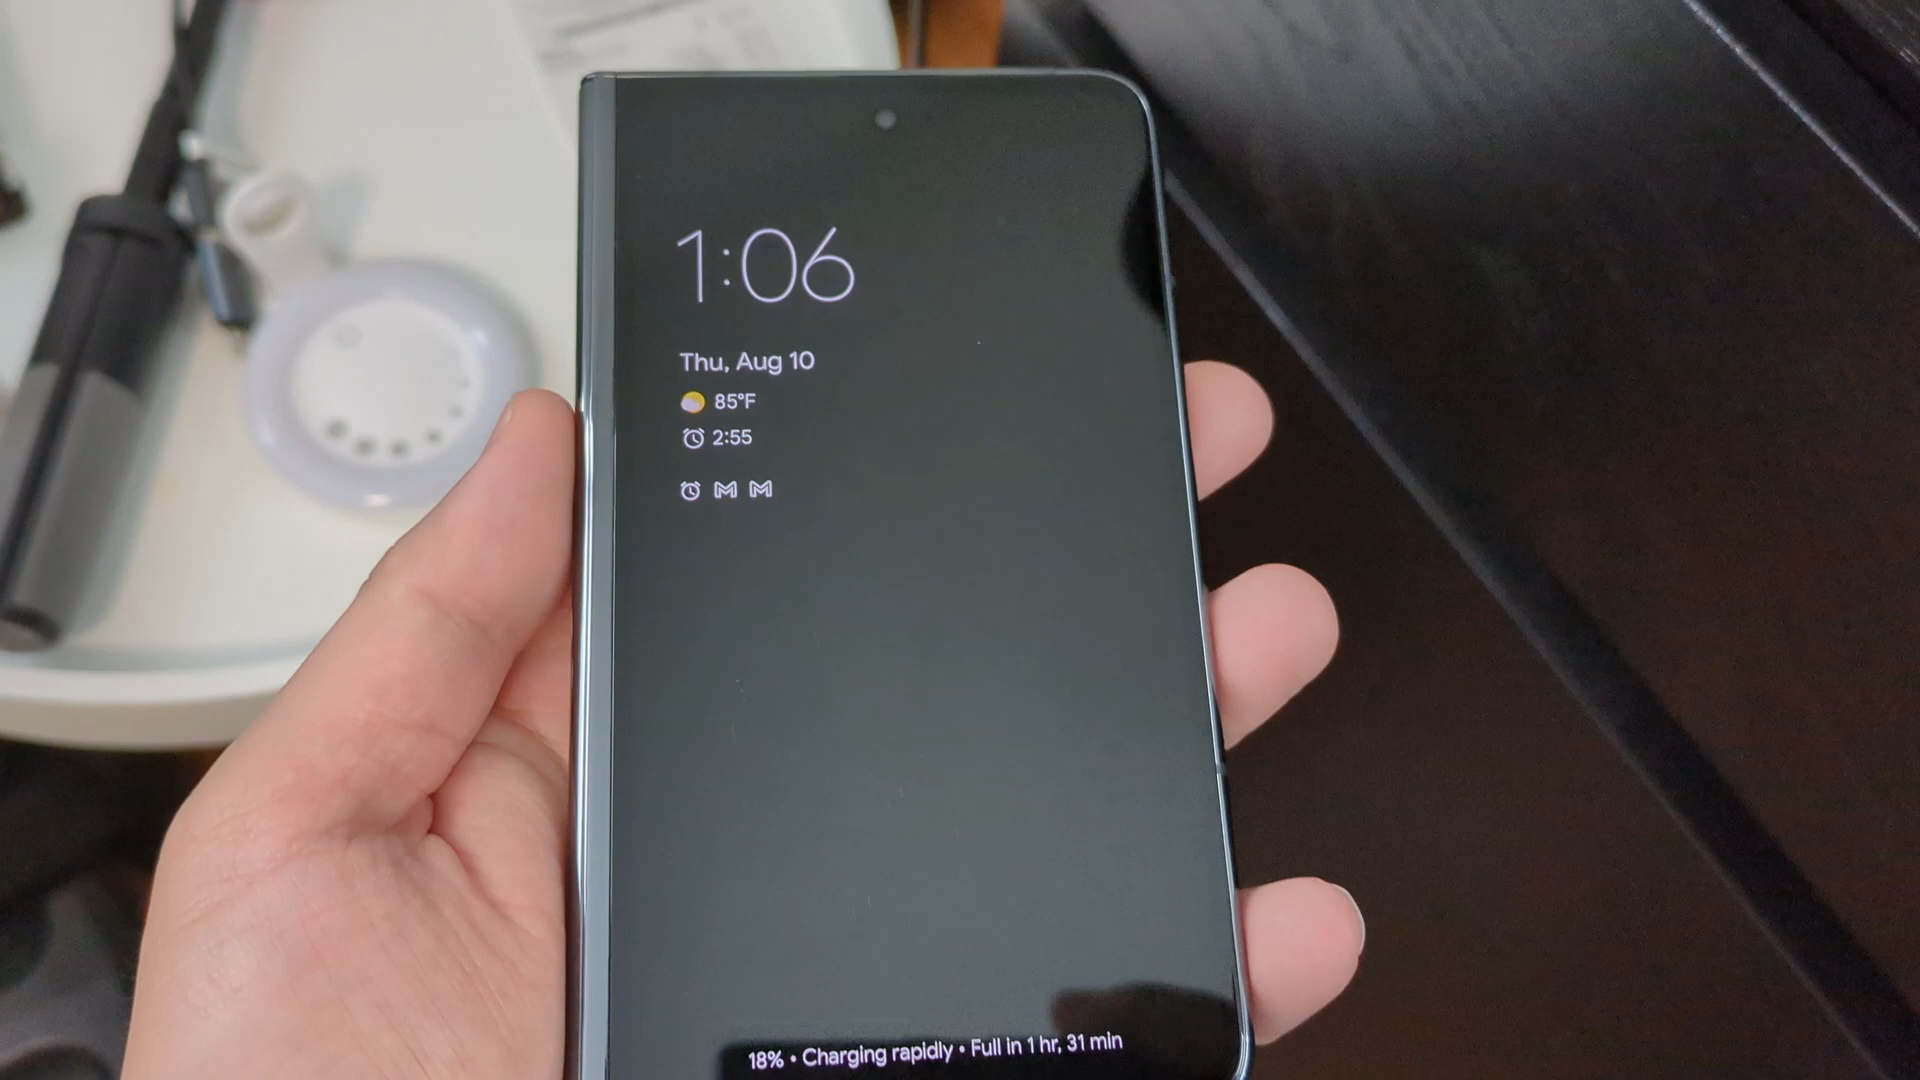 1:06
Thu, Aug 10
85°F
2:55
18% • Charging rapidly • Full in 1 hr, 31 min